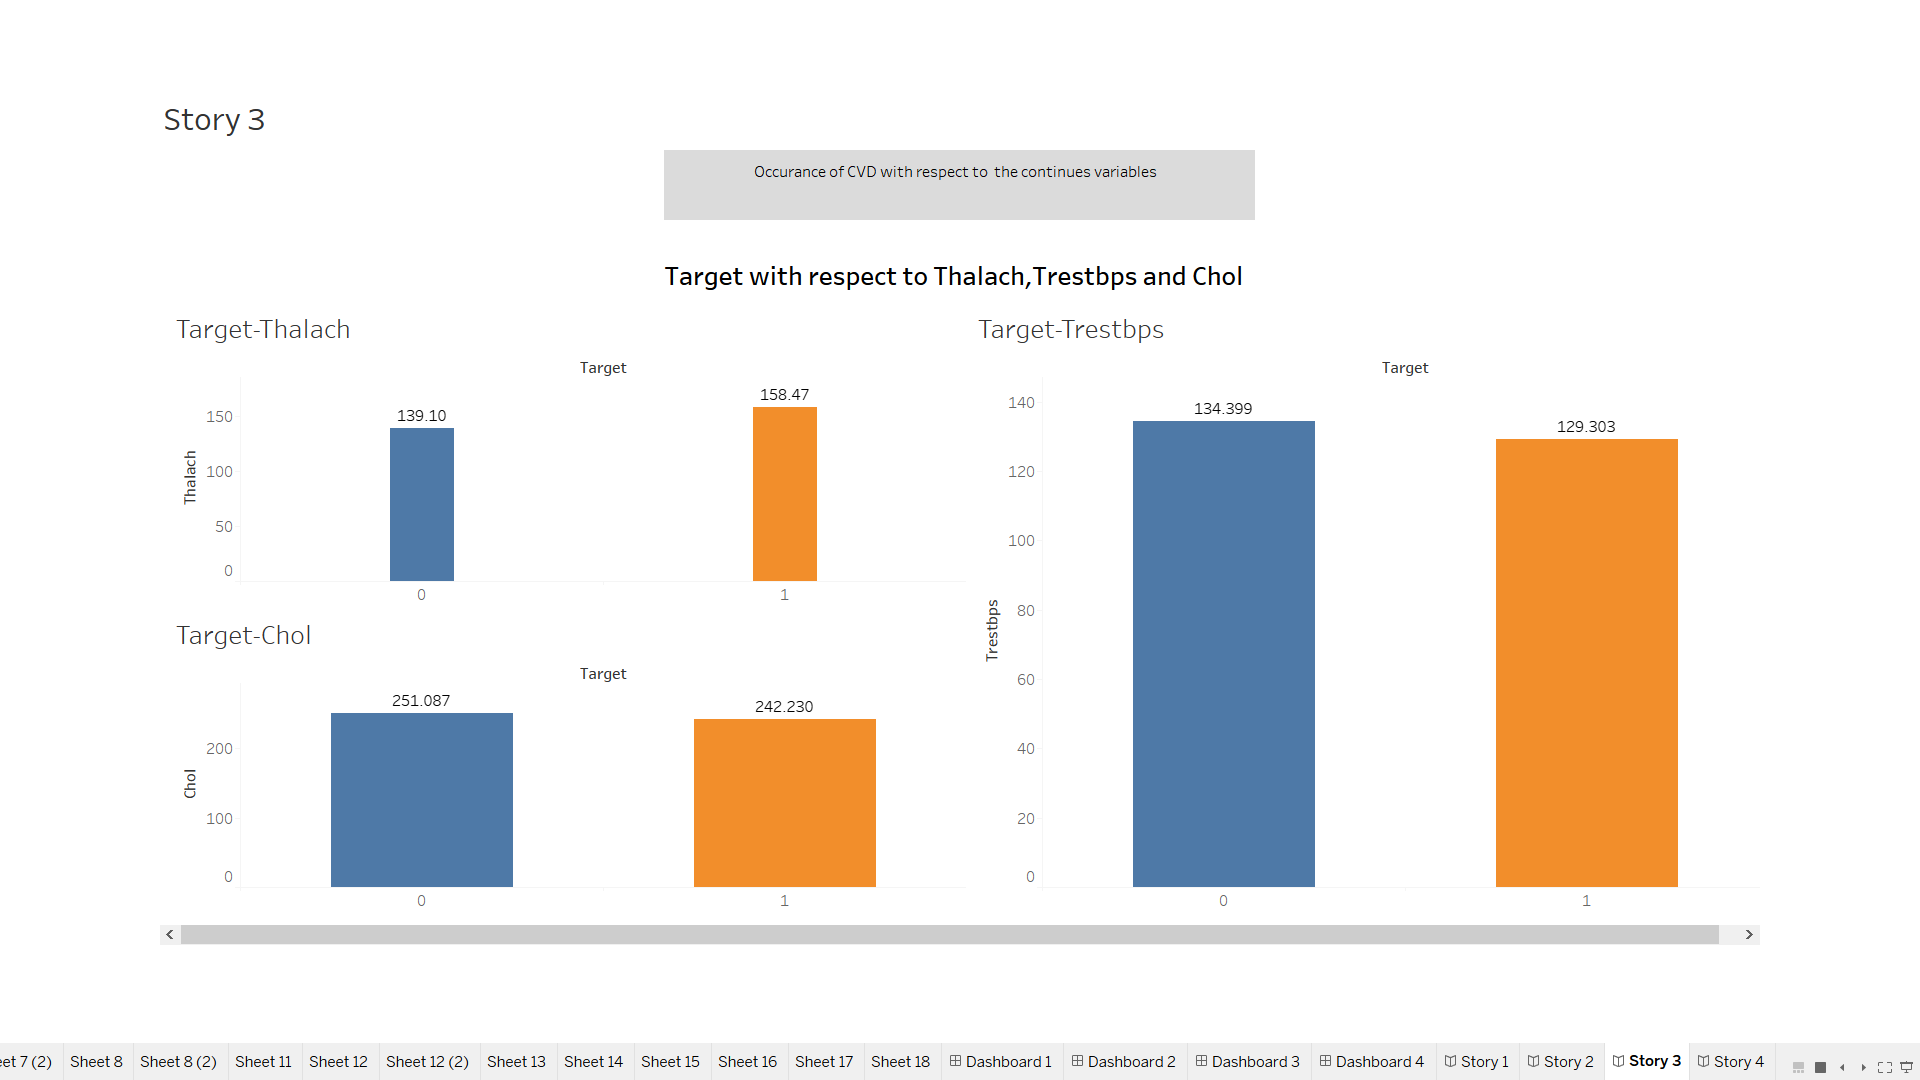 Story 3
Occurance of CVD with respect to  the continues variables
Target with respect to Thalach,Trestbps and Chol
Target-Thalach
Target
Thalach
150
100
50
0
139.10
158.47
0
1
Target-Chol
Target
Chol
200
100
0
251.087
242.230
0
1
Target-Trestbps
Target
Trestbps
140
120
100
80
60
40
20
0
134.399
129.303
0
1
et 7 (2) Sheet 8 Sheet 8 (2) Sheet 11 Sheet 12 Sheet 12 (2) Sheet 13 Sheet 14 Sheet 15 Sheet 16 Sheet 17 Sheet 18 Dashboard 1 Dashboard 2 Dashboard 3 Dashboard 4 Story 1 Story 2 Story 3 Story 4